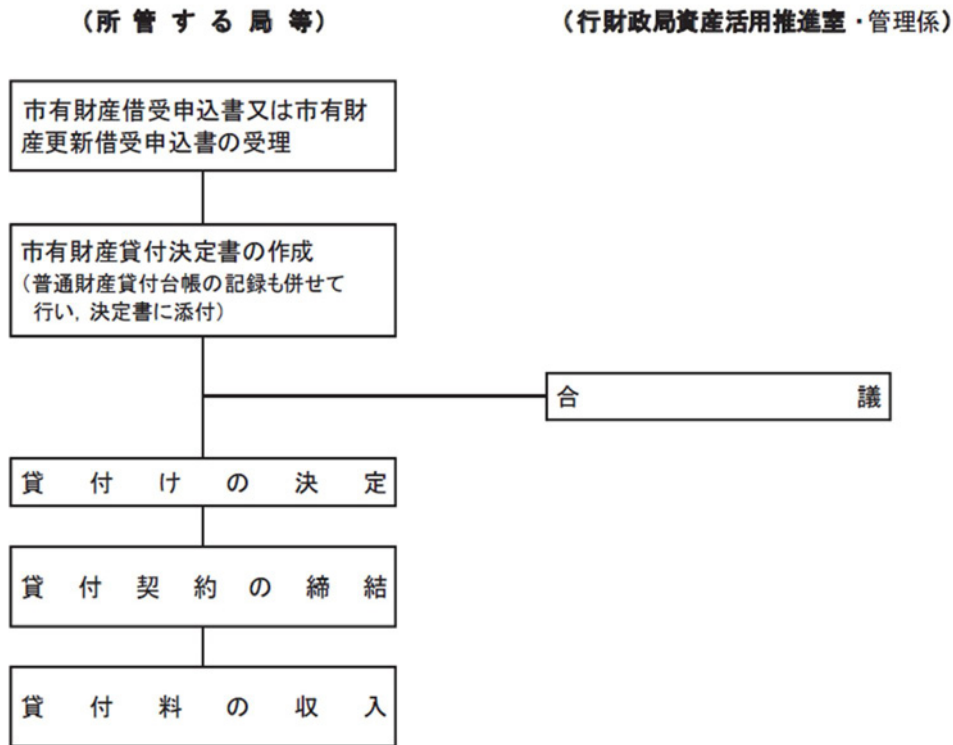 （所管する局等）
（行財政局資産活用推進室・管理係）
市有財産借受申込書又は市有財
産更新借受申込書の受理
市有財産貸付決定書の作成
（普通財産貸付台帳の記録も併せて
行い，決定書に添付）
合議
貸付けの決定
貸付契約の締結
貸付料の収入